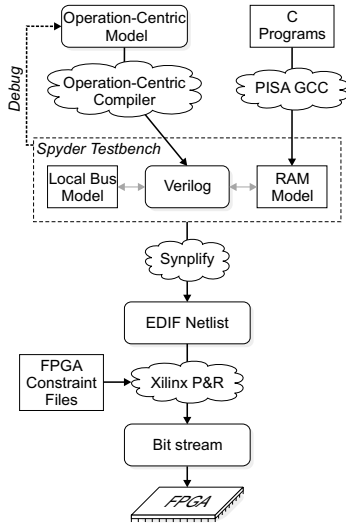 Operation-Centric
Model
C
Programs
Debug
Operation-Centric
Compiler
PISA GCC
Spyder Testbench
Local Bus
Model
Verilog
RAM
Model
Synplify
EDIF Netlist
FPGA
Constraint
Files
Xilinx P&R
Bit stream
FPGA